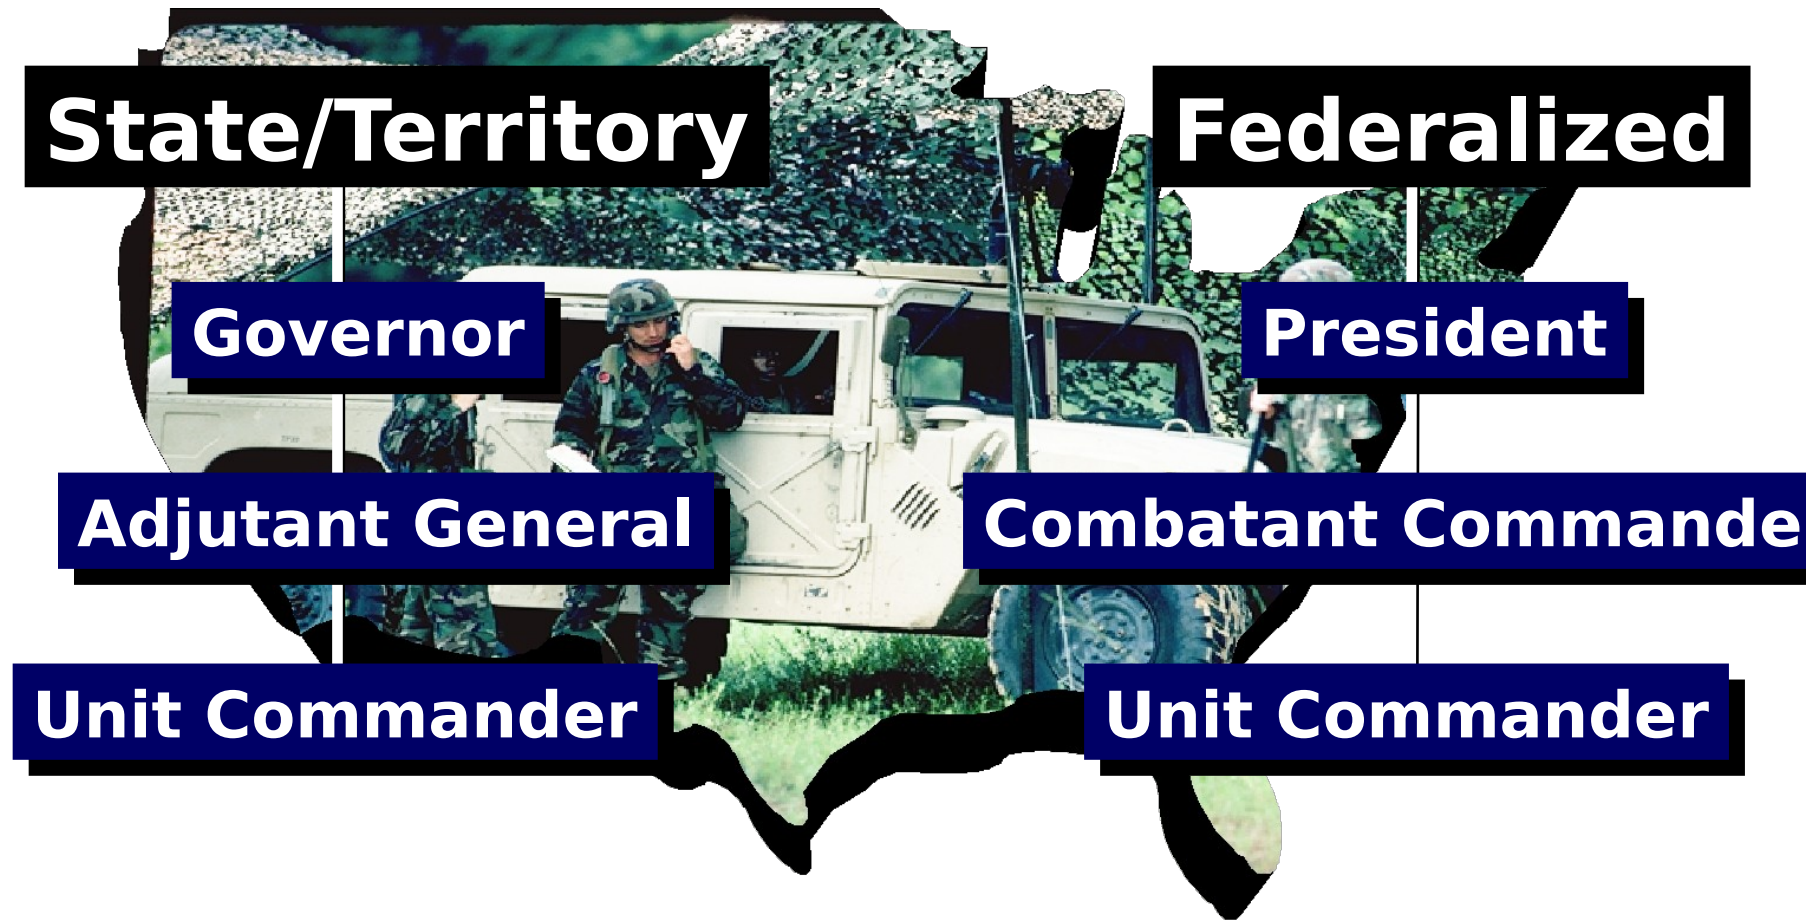 State/Territory
Federalized
Governor
President
Adjutant General
Combatant Commande
Unit Commander
Unit Commander